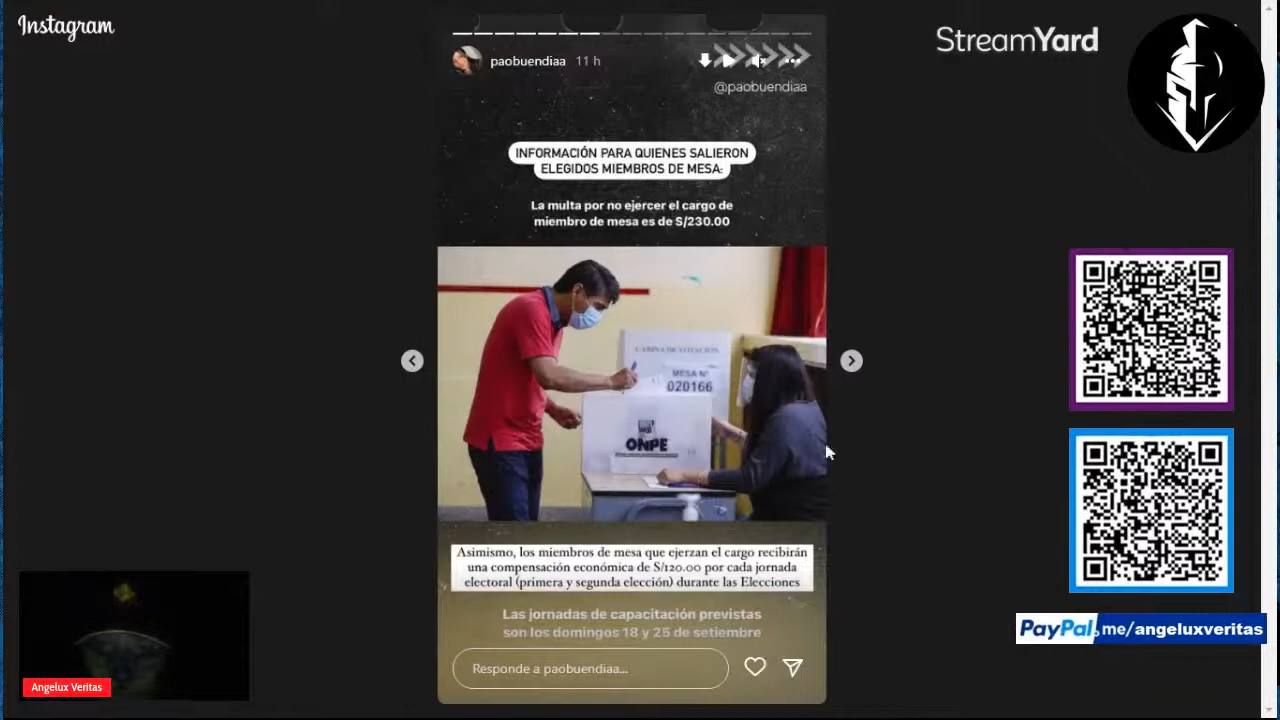 Instagram
StreamYard
paobuendiaa 11 h
@paobuendiaa
INFORMACIÓN PARA QUIENES SALIERON
ELEGIDOS MIEMBROS DE MESA:
La multa por no ejercer el cargo de
miembro de mesa es de S/230.00
CABINA DE VOTACIÓN
MESA N°
020166
ONPE
Asimismo, los miembros de mesa que ejerzan el cargo recibirán
una compensación económica de S/120.00 por cada jornada
electoral (primera y segunda elección) durante las Elecciones
Las jornadas de capacitación previstas
son los domingos 18 y 25 de setiembre
Responde a paobuendiaa...
Angelux Veritas
PayPal.me/angeluxveritas